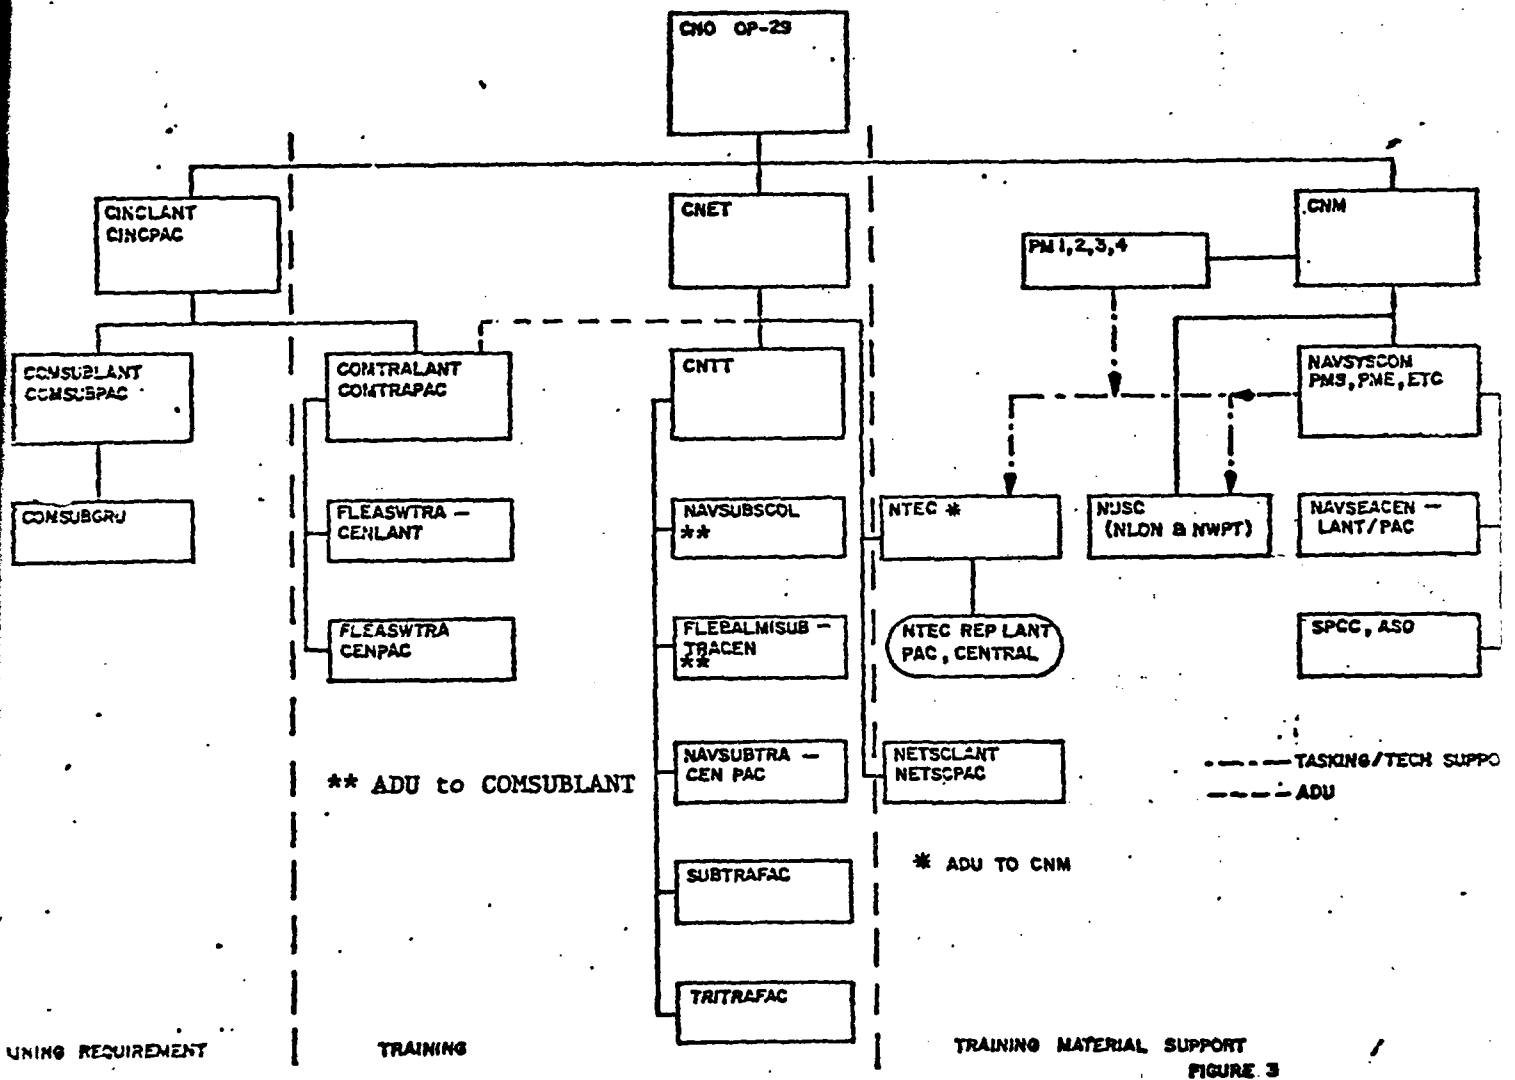 CNO OP-29
CINCLANT
CINCPAC
CNET
CNM
PM 1,2,3,4
COMSUBLANT
COMSUBPAC
COMTRALANT
COMTRAPAC
CNTT
NAVSYSCOM
PMS, PME, ETC
COMSUBGRU
FLEASWTRA —
CENLANT
NAVSUBSCOL
**
NTEC *
NUSC
(NLON & NWPT)
NAVSEACEN —
LANT/PAC
FLEASWTRA
CENPAC
FLEBALMISUB —
TRACEN
**
NTEC REP LANT
PAC, CENTRAL
SPCC, ASO
** ADU to COMSUBLANT
NAVSUBTRA —
CEN PAC
NETSCLANT
NETSCPAC
TASKING/TECH SUPPO
ADU
* ADU TO CNM
SUBTRAFAC
TRITRAFAC
UNING REQUIREMENT
TRAINING
TRAINING MATERIAL SUPPORT
FIGURE 3